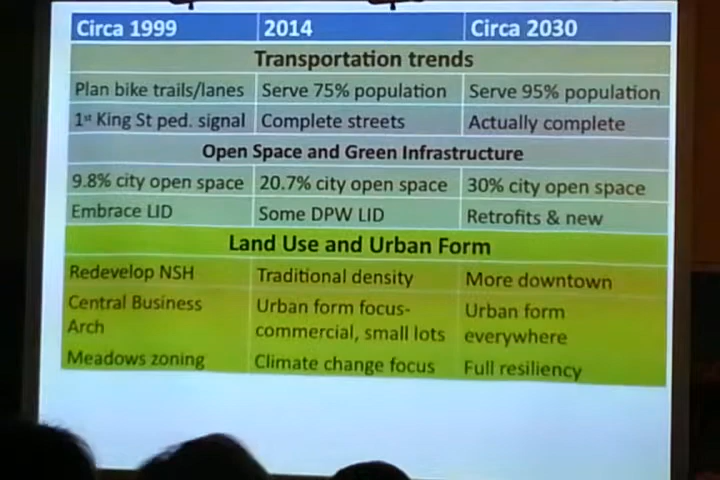 Circa 1999 2014 Circa 2030
Transportation trends
Plan bike trails/lanes Serve 75% population Serve 95% population
1st King St ped. signal Complete streets Actually complete
Open Space and Green Infrastructure
9.8% city open space 20.7% city open space 30% city open space
Embrace LID Some DPW LID Retrofits & new
Land Use and Urban Form
Redevelop NSH Traditional density More downtown
Central Business Arch Urban form focus-commercial, small lots Urban form everywhere
Meadows zoning Climate change focus Full resiliency